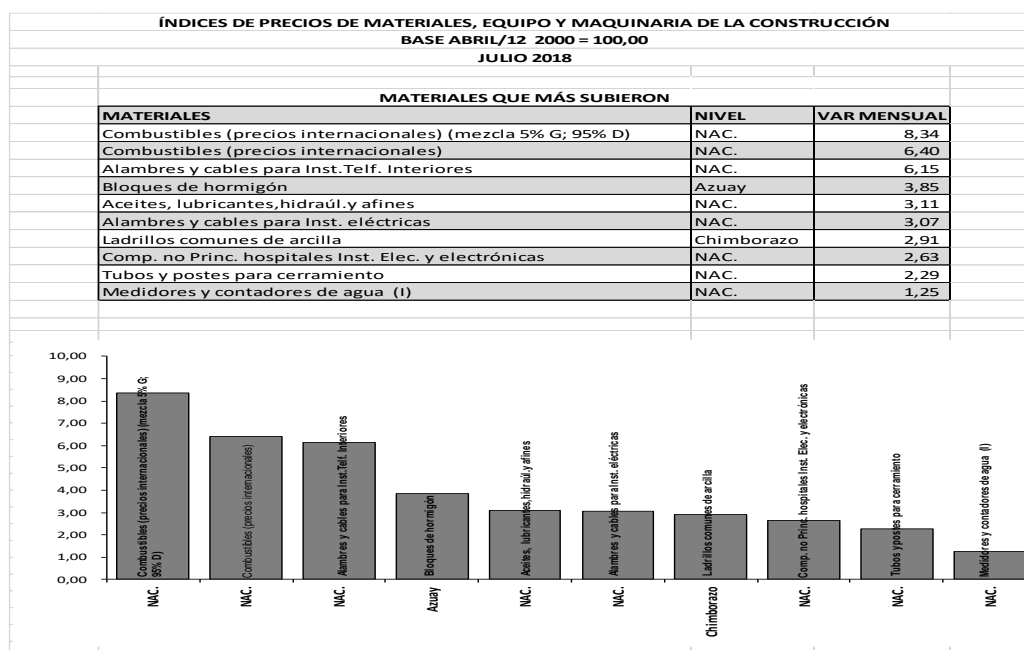 ÍNDICES DE PRECIOS DE MATERIALES, EQUIPO Y MAQUINARIA DE LA CONSTRUCCIÓN
BASE ABRIL/12 2000 = 100,00
JULIO 2018
MATERIALES QUE MÁS SUBIERON
MATERIALES NIVEL VAR MENSUAL
Combustibles (precios internacionales) (mezcla 5% G; 95% D) NAC. 8,34
Combustibles (precios internacionales) NAC. 6,40
Alambres y cables para Inst.Telf. Interiores NAC. 6,15
Bloques de hormigón Azuay 3,85
Aceites, lubricantes,hidraúl.y afines NAC. 3,11
Alambres y cables para Inst. eléctricas NAC. 3,07
Ladrillos comunes de arcilla Chimborazo 2,91
Comp. no Princ. hospitales Inst. Elec. y electrónicas NAC. 2,63
Tubos y postes para cerramiento NAC. 2,29
Medidores y contadores de agua (I) NAC. 1,25
10,00
9,00
8,00
7,00
6,00
5,00
4,00
3,00
2,00
1,00
0,00
Combustibles (precios internacionales) (mezcla 5% G;
95% D)
Combustibles (precios internacionales)
Alambres y cables para Inst.Telf. Interiores
Bloques de hormigón
Aceites, lubricantes,hidraúl.y afines
Alambres y cables para Inst. eléctricas
Ladrillos comunes de arcilla
Comp. no Princ. hospitales Inst. Elec. y electrónicas
Tubos y postes para cerramiento
Medidores y contadores de agua (I)
NAC.
NAC.
NAC.
Azuay
NAC.
NAC.
Chimborazo
NAC.
NAC.
NAC.